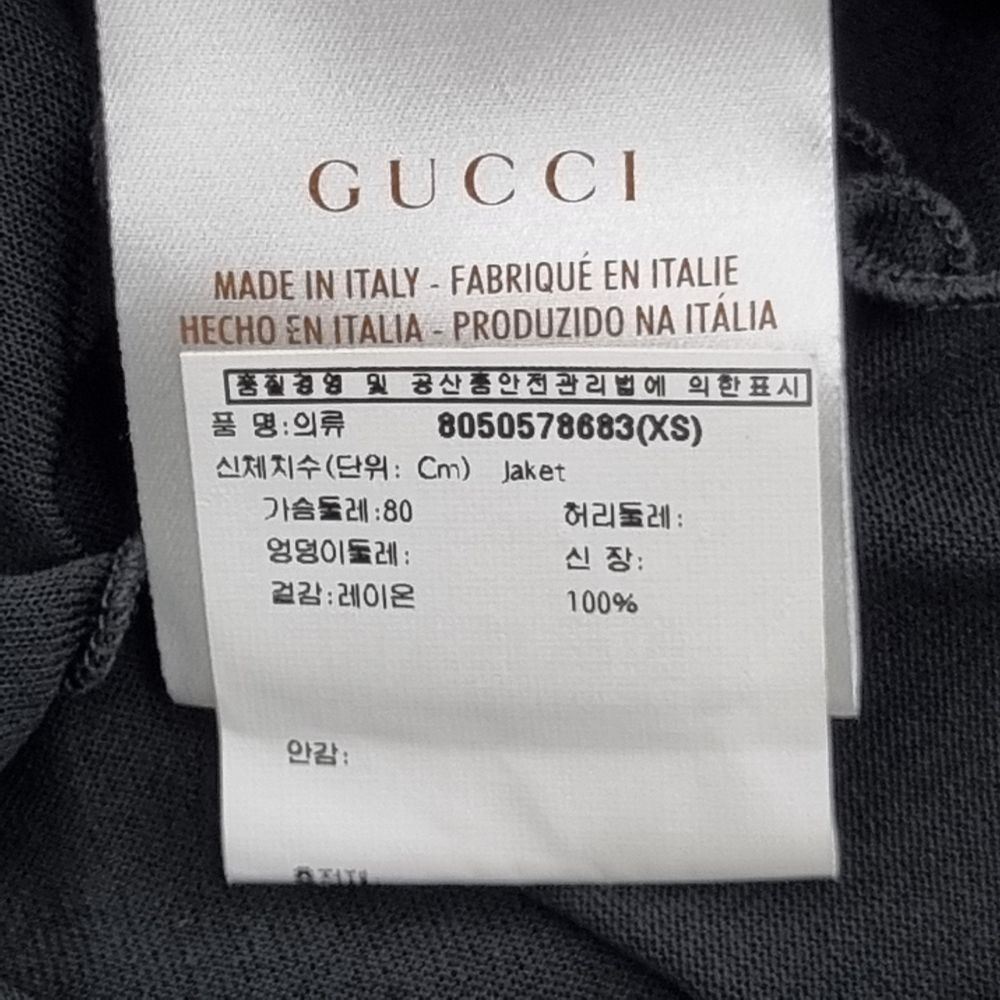 GUCCI
MADE IN ITALY - FABRIQUÉ EN ITALIE
HECHO EN ITALIA - PRODUZIDO NA ITÁLIA
품질경영 및 공산품안전관리법에 의한표시
품 명:의류 8050578683(XS)
신체치수(단위: Cm) Jaket
가슴둘레:80 허리둘레:
엉덩이둘레: 신 장:
겉감:레이온 100%
안감: